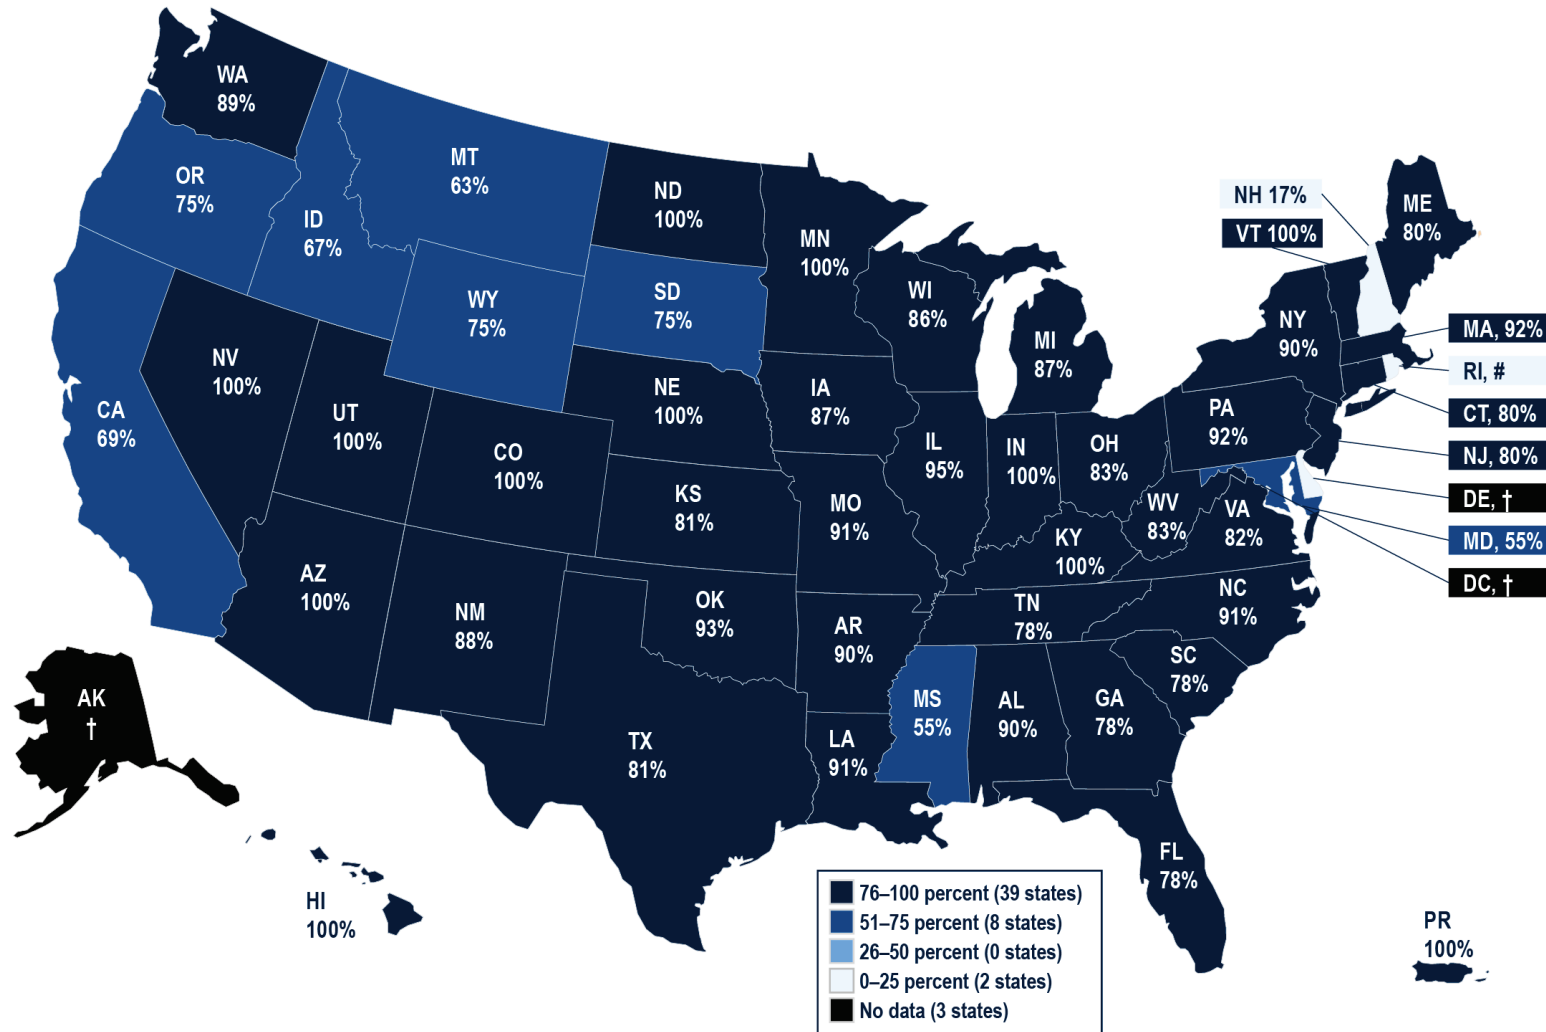 WA
89%
OR
75%
ID
67%
MT
63%
ND
100%
MN
100%
WI
86%
MI
87%
NH 17%
VT 100%
ME
80%
NY
90%
MA, 92%
RI, #
CT, 80%
NJ, 80%
DE, †
MD, 55%
DC, †
WY
75%
SD
75%
NV
100%
UT
100%
CA
69%
CO
100%
NE
100%
IA
87%
IL
95%
IN
100%
OH
83%
PA
92%
KS
81%
MO
91%
WV
83%
VA
82%
KY
100%
AZ
100%
NM
88%
OK
93%
AR
90%
TN
78%
NC
91%
SC
78%
MS
55%
AL
90%
GA
78%
TX
81%
LA
91%
FL
78%
AK
†
HI
100%
PR
100%
76–100 percent (39 states)
51–75 percent (8 states)
26–50 percent (0 states)
0–25 percent (2 states)
No data (3 states)